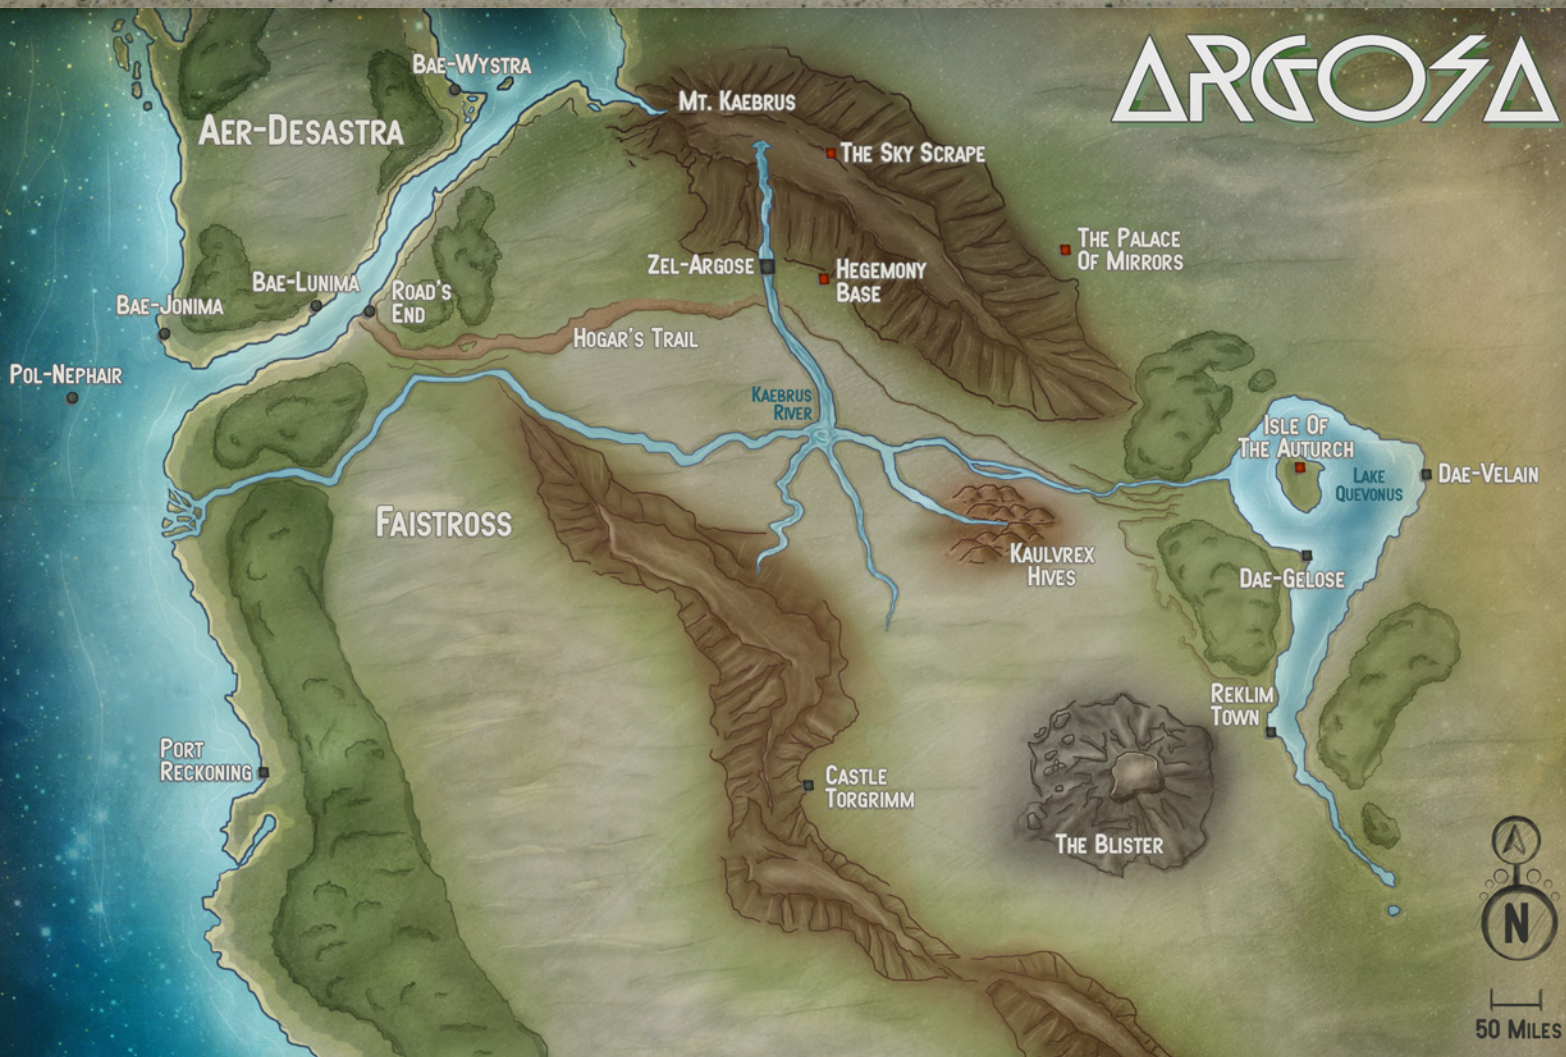 ARGOSA
BAE-WYSTRA
MT. KAEBRUS
AER-DESASTRA
THE SKY SCRAPE
THE PALACE
OF MIRRORS
ZEL-ARGOSE
HEGEMONY
BASE
BAE-LUNIMA
ROAD'S
END
BAE-JONIMA
HOGAR'S TRAIL
POL-NEPHAIR
KAEBRUS
RIVER
ISLE OF
THE AUTURCH
LAKE
QUEVONUS
DAE-VELAIN
FAISTROSS
KAULVREX
HIVES
DAE-GELOSE
REKLIM
TOWN
PORT
RECKONING
CASTLE
TORGRIMM
THE BLISTER
N
50 MILES